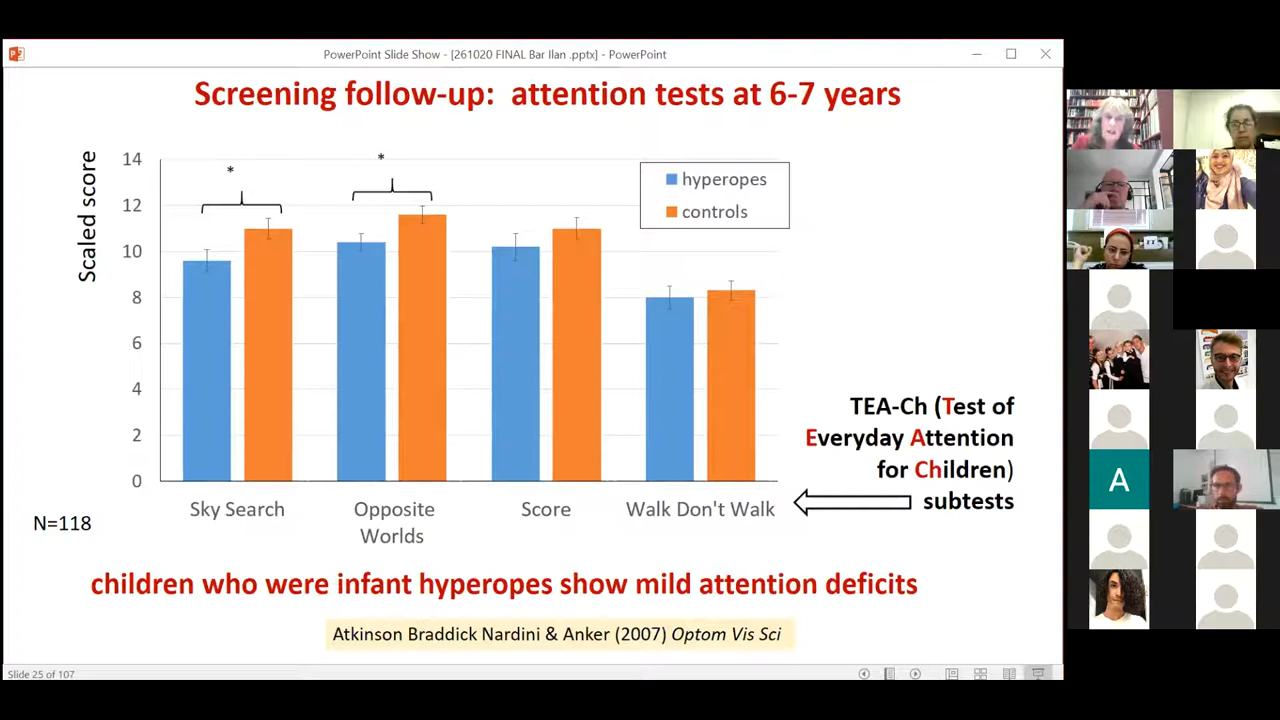 PowerPoint Slide Show - [261020 FINAL Bar Ilan .pptx] - PowerPoint
Screening follow-up: attention tests at 6-7 years
Scaled score
14
12
10
8
6
4
2
0
*
*
hyperopes
controls
Sky Search
Opposite
Worlds
Score
Walk Don't Walk
TEA-Ch (Test of
Everyday Attention
for Children)
subtests
N=118
children who were infant hyperopes show mild attention deficits
Atkinson Braddick Nardini & Anker (2007) Optom Vis Sci
Slide 25 of 107
A